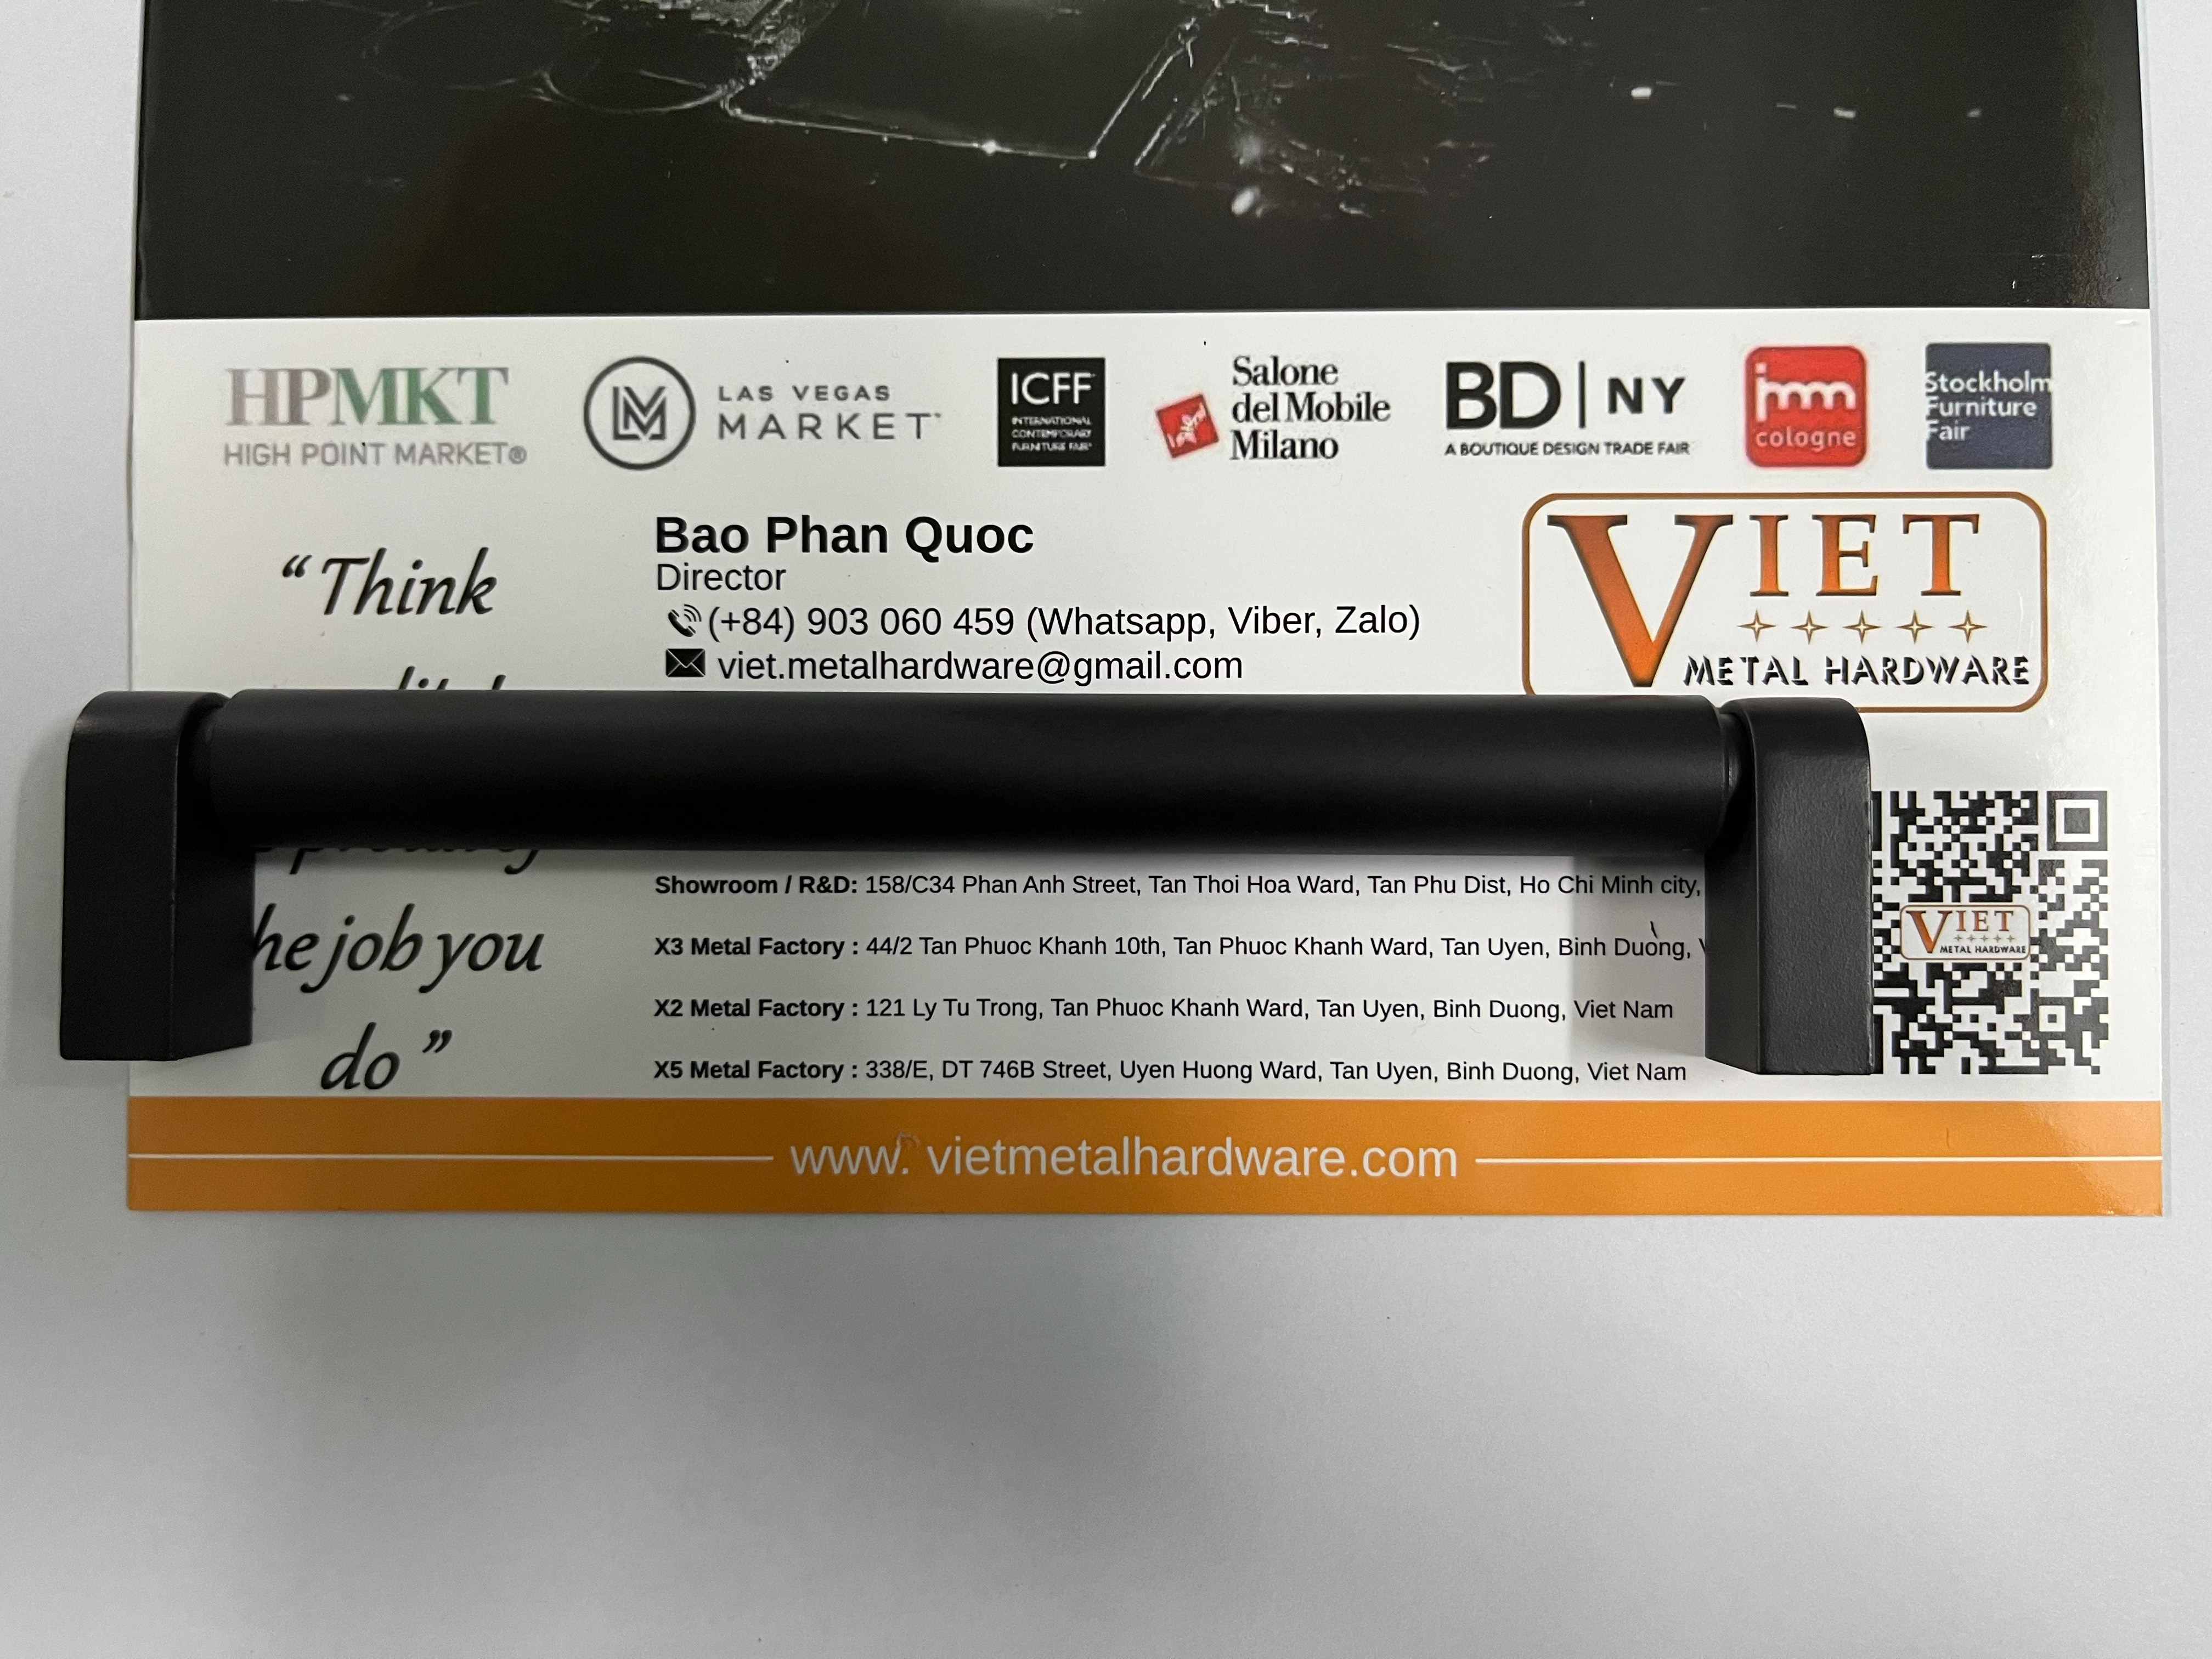 HPMKT
HIGH POINT MARKET®
LAS VEGAS
MARKET
ICFF
INTERNATIONAL
CONTEMPORARY
FURNITURE FAIR
Salone
del Mobile
Milano
BD | NY
A BOUTIQUE DESIGN TRADE FAIR
imm
cologne
Stockholm
Furniture
Fair
“Think
he job you
do”
Bao Phan Quoc
Director
(+84) 903 060 459 (Whatsapp, Viber, Zalo)
viet.metalhardware@gmail.com
VIET
METAL HARDWARE
Showroom / R&D: 158/C34 Phan Anh Street, Tan Thoi Hoa Ward, Tan Phu Dist, Ho Chi Minh city,
X3 Metal Factory : 44/2 Tan Phuoc Khanh 10th, Tan Phuoc Khanh Ward, Tan Uyen, Binh Duong, V
X2 Metal Factory : 121 Ly Tu Trong, Tan Phuoc Khanh Ward, Tan Uyen, Binh Duong, Viet Nam
X5 Metal Factory : 338/E, DT 746B Street, Uyen Huong Ward, Tan Uyen, Binh Duong, Viet Nam
VIET
METAL HARDWARE
www. vietmetalhardware.com